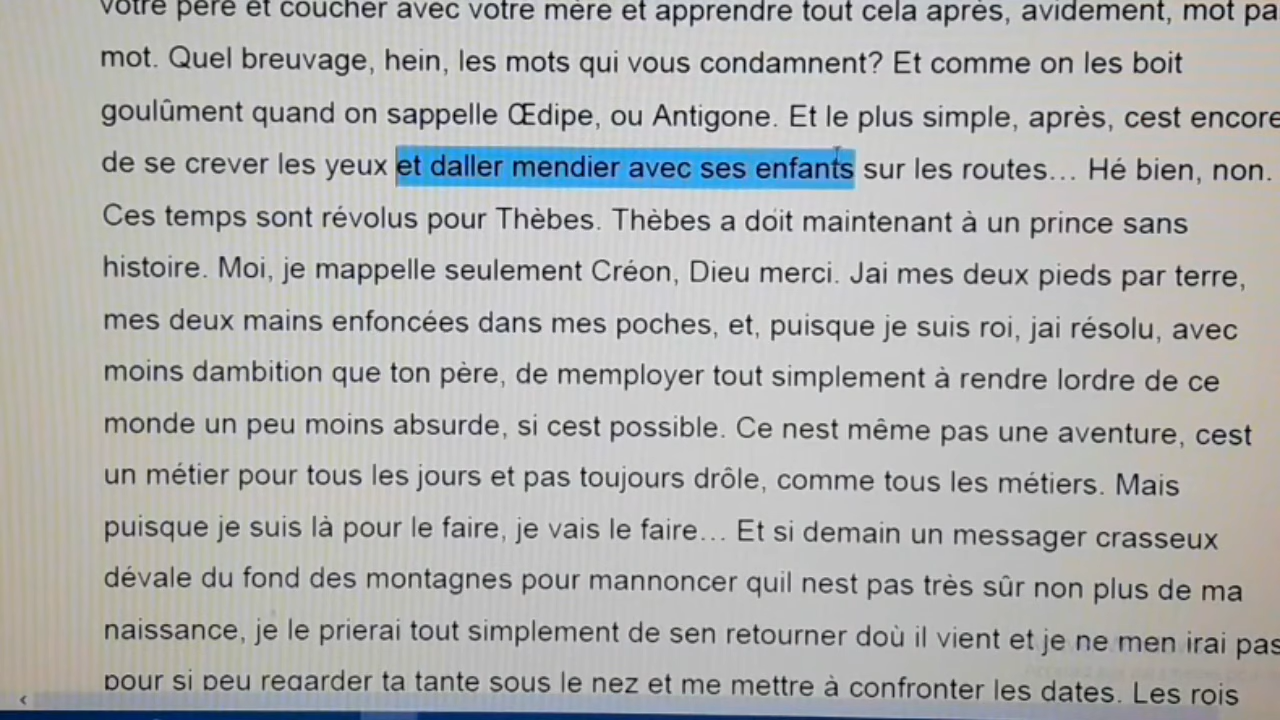 votre père et coucher avec votre mère et apprendre tout cela après, avidement, mot pa
mot. Quel breuvage, hein, les mots qui vous condamnent? Et comme on les boit
goulûment quand on sappelle Œdipe, ou Antigone. Et le plus simple, après, cest encore
de se crever les yeux et daller mendier avec ses enfants sur les routes… Hé bien, non.
Ces temps sont révolus pour Thèbes. Thèbes a doit maintenant à un prince sans
histoire. Moi, je mappelle seulement Créon, Dieu merci. Jai mes deux pieds par terre,
mes deux mains enfoncées dans mes poches, et, puisque je suis roi, jai résolu, avec
moins dambition que ton père, de memployer tout simplement à rendre lordre de ce
monde un peu moins absurde, si cest possible. Ce nest même pas une aventure, cest
un métier pour tous les jours et pas toujours drôle, comme tous les métiers. Mais
puisque je suis là pour le faire, je vais le faire… Et si demain un messager crasseux
dévale du fond des montagnes pour mannoncer quil nest pas très sûr non plus de ma
naissance, je le prierai tout simplement de sen retourner doù il vient et je ne men irai pas
pour si peu regarder ta tante sous le nez et me mettre à confronter les dates. Les rois